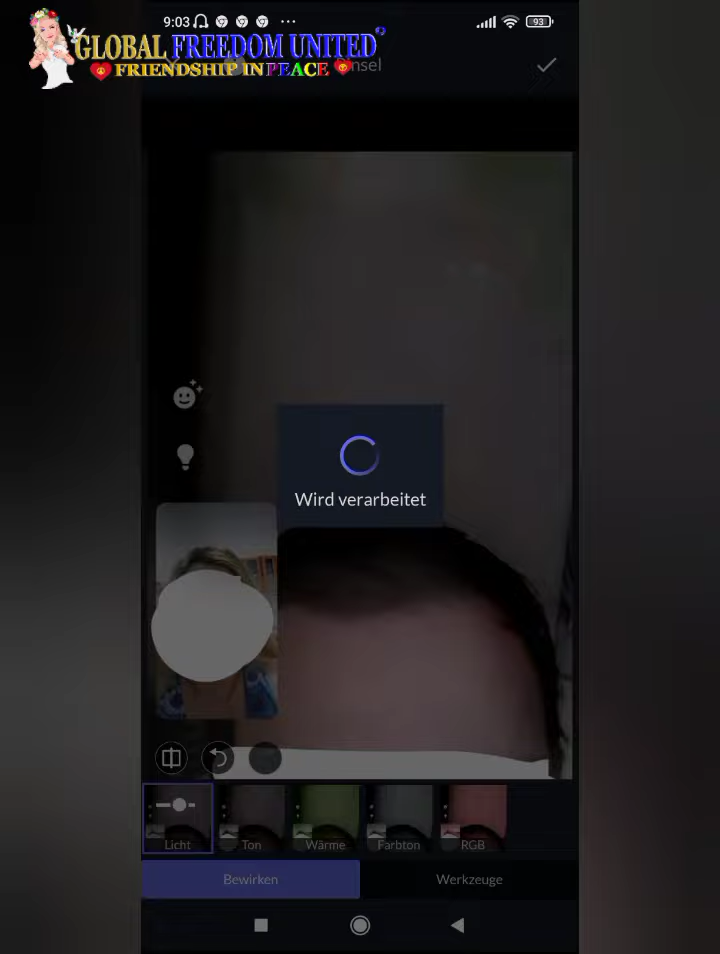 9:03
93
GLOBAL FREEDOM UNITED
FRIENDSHIP IN PEACE
Wird verarbeitet
Licht
Ton
Wärme
Farbton
RGB
Bewirken
Werkzeuge